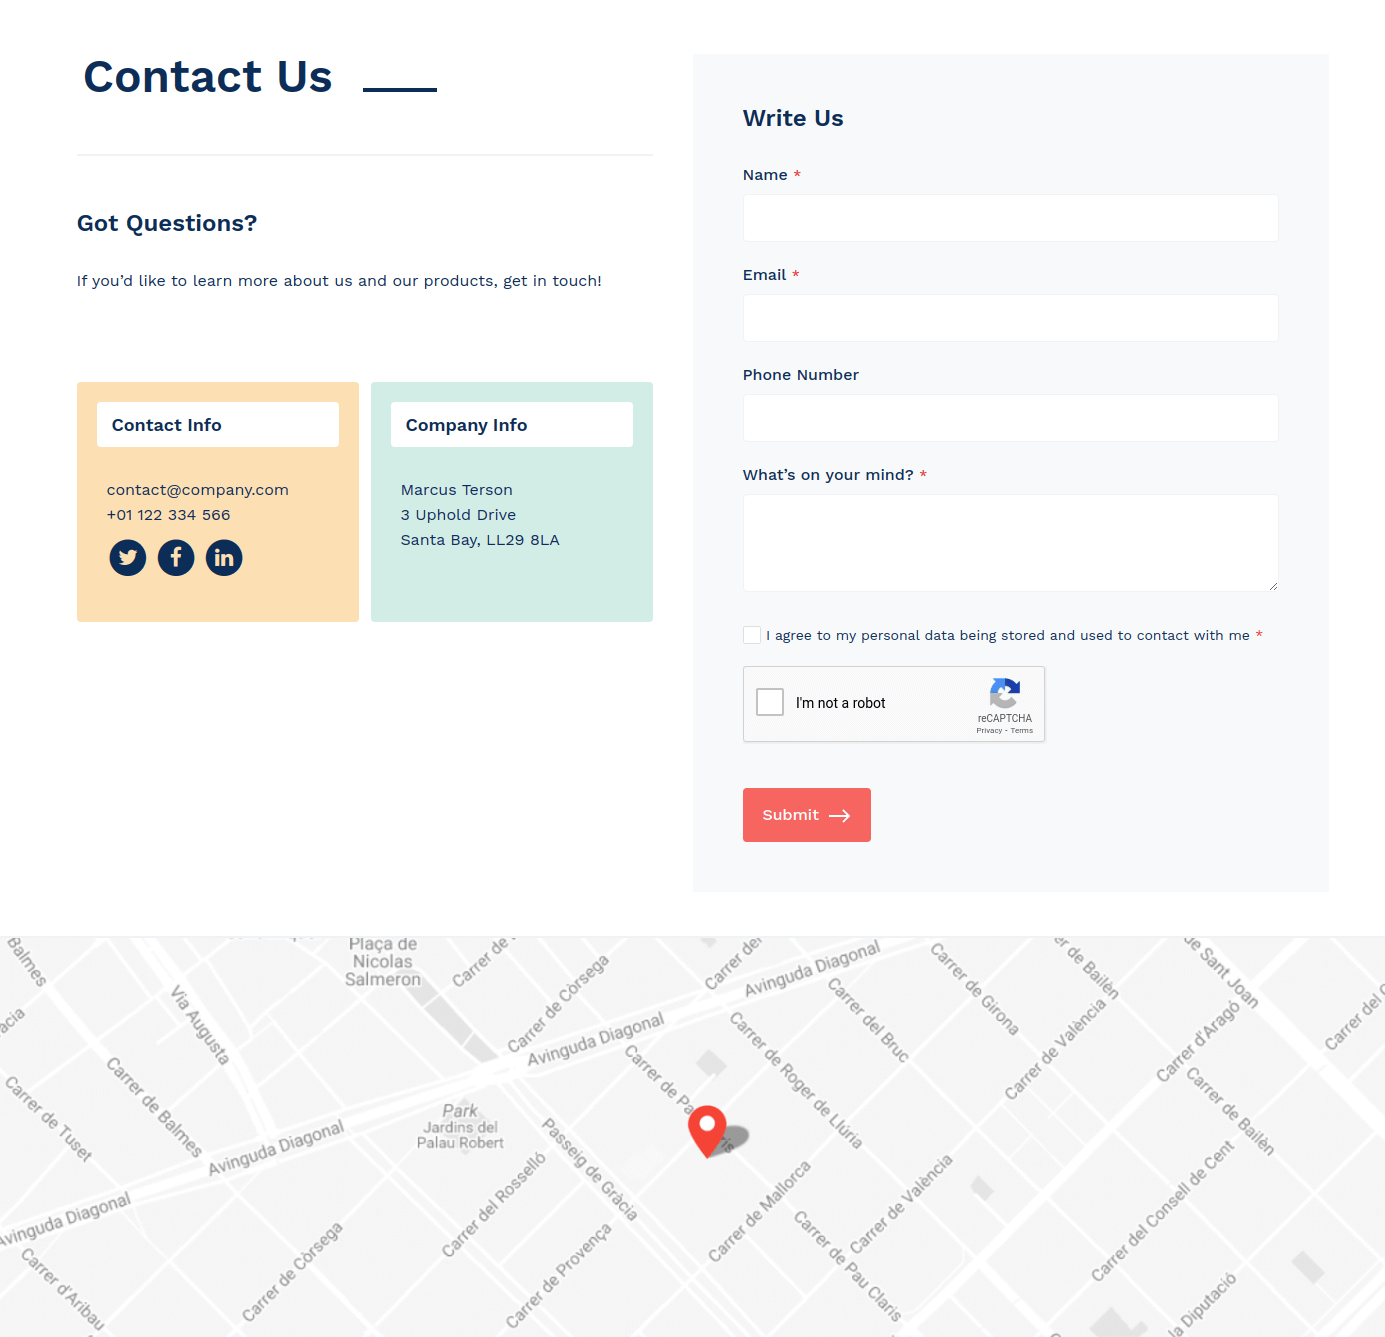 Contact Us
Got Questions?
If you’d like to learn more about us and our products, get in touch!
Contact Info
contact@company.com
+01 122 334 566
Company Info
Marcus Terson
3 Uphold Drive
Santa Bay, LL29 8LA
Write Us
Name *
Email *
Phone Number
What’s on your mind? *
I agree to my personal data being stored and used to contact with me *
I'm not a robot
reCAPTCHA
Privacy - Terms
Submit
Balmes
Via Augusta
Plaça de
Nicolas
Salmeron
Carrer de
Carrer de Còrsega
Avinguda Diagonal
Carrer del
Avinguda Diagonal
Carrer del Bruc
Carrer de Girona
Carrer de València
de Bailèn
de Sant Joan
Carrer d'Aragó
Carrer del
Carrer de Bailèn
Carrer de Tuset
Carrer de Balmes
Avinguda Diagonal
Park
Jardins del
Palau Robert
Carrer de
Carrer de Roger de Llúria
Passeig de Gràcia
Carrer del Rosselló
Carrer de Mallorca
Carrer de València
Carrer del Consell de Cent
Avinguda Diagonal
Carrer d'Aribau
Carrer de Còrsega
Carrer de Provença
Carrer de Pau Claris
la Diputació